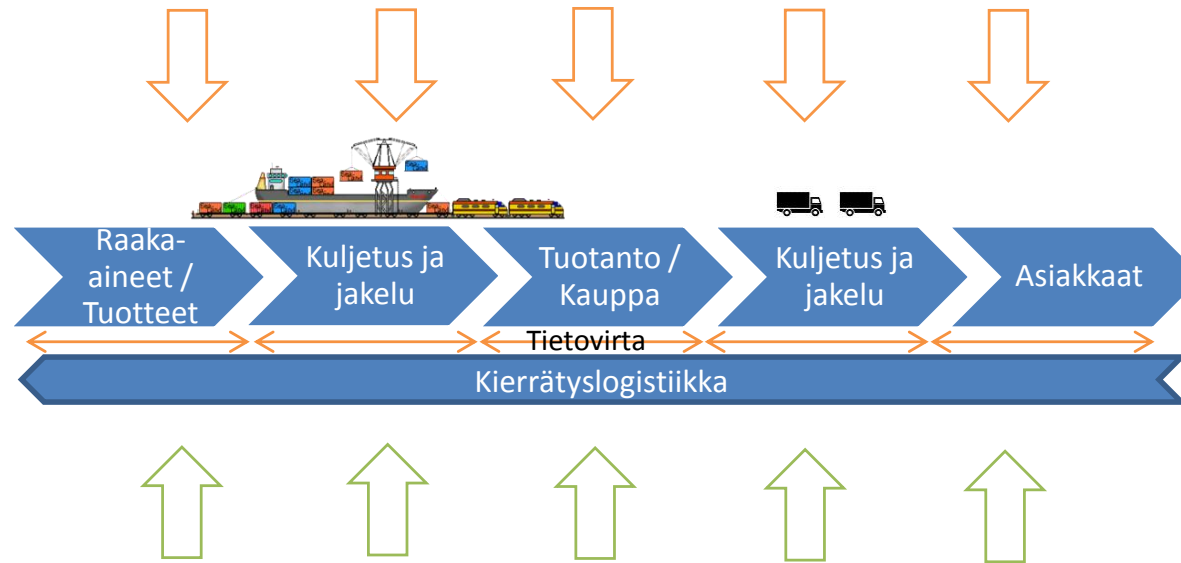 Raaka-
aineet /
Tuotteet
Kuljetus ja
jakelu
Tuotanto /
Kauppa
Kuljetus ja
jakelu
Asiakkaat
Tietovirta
Kierrätyslogistiikka